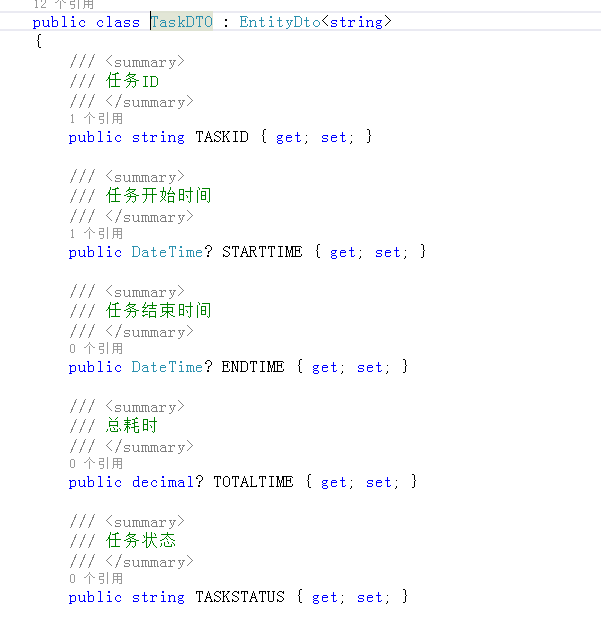 12 个引用
public class TaskDTO : EntityDto<string>
{
/// <summary>
/// 任务ID
/// </summary>
1 个引用
public string TASKID { get; set; }
/// <summary>
/// 任务开始时间
/// </summary>
1 个引用
public DateTime? STARTTIME { get; set; }
/// <summary>
/// 任务结束时间
/// </summary>
0 个引用
public DateTime? ENDTIME { get; set; }
/// <summary>
/// 总耗时
/// </summary>
0 个引用
public decimal? TOTALTIME { get; set; }
/// <summary>
/// 任务状态
/// </summary>
0 个引用
public string TASKSTATUS { get; set; }